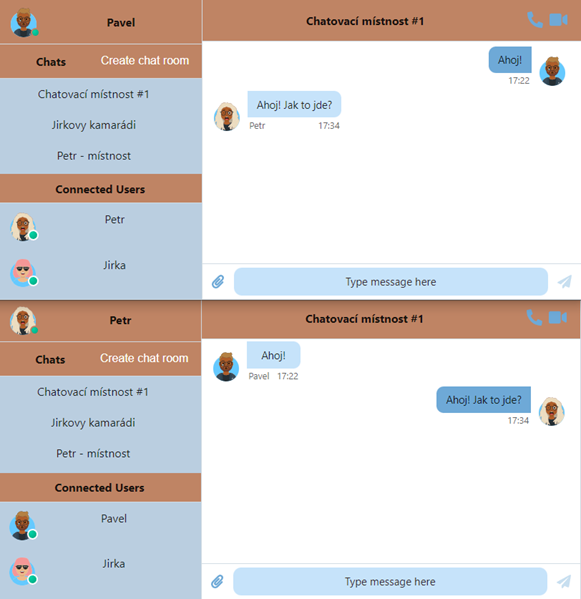 Pavel
Chats Create chat room
Chatovací místnost #1
Jirkovy kamarádi
Petr - místnost
Connected Users
Petr
Jirka
Chatovací místnost #1
Ahoj!
17:22
Ahoj! Jak to jde?
Petr 17:34
Type message here
Petr
Chats Create chat room
Chatovací místnost #1
Jirkovy kamarádi
Petr - místnost
Connected Users
Pavel
Jirka
Chatovací místnost #1
Ahoj!
Pavel 17:22
Ahoj! Jak to jde?
17:34
Type message here